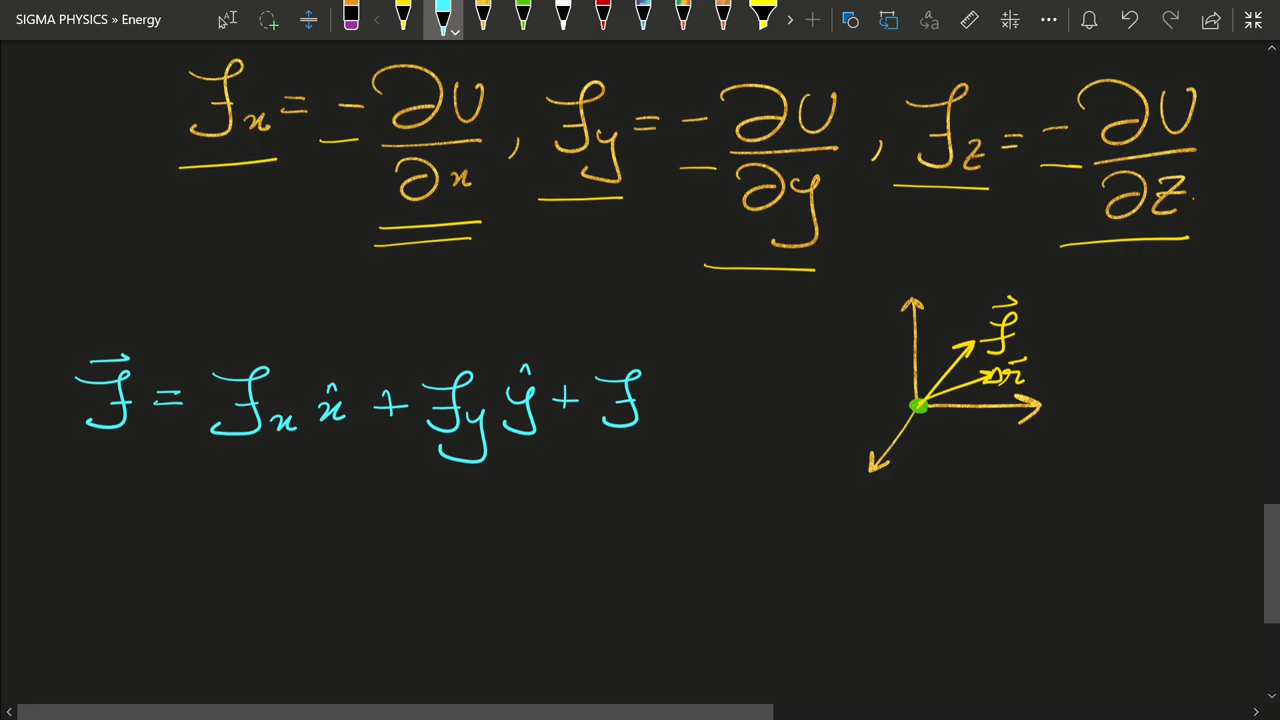 SIGMA PHYSICS » Energy
fx = - ∂U/∂x , fy = - ∂U/∂y , fz = - ∂U/∂z
f⃗
Δr⃗
f⃗ = fx x̂ + fy ŷ + f